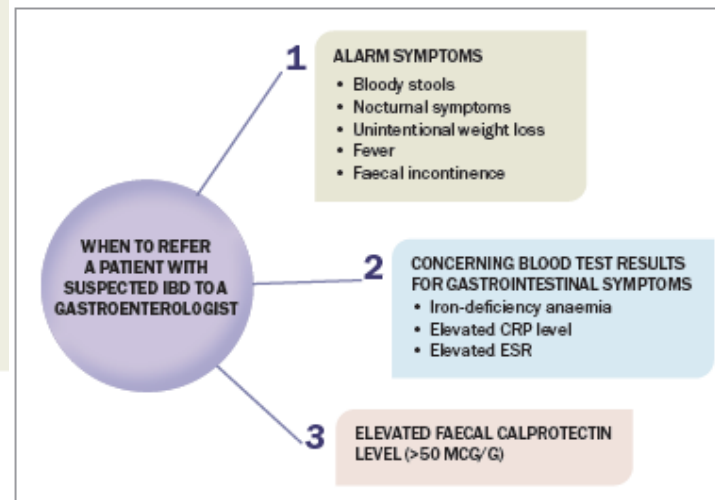 WHEN TO REFER
A PATIENT WITH
SUSPECTED IBD TO A
GASTROENTEROLOGIST
1
ALARM SYMPTOMS
• Bloody stools
• Nocturnal symptoms
• Unintentional weight loss
• Fever
• Faecal incontinence
2
CONCERNING BLOOD TEST RESULTS
FOR GASTROINTESTINAL SYMPTOMS
• Iron-deficiency anaemia
• Elevated CRP level
• Elevated ESR
3
ELEVATED FAECAL CALPROTECTIN
LEVEL (>50 MCG/G)